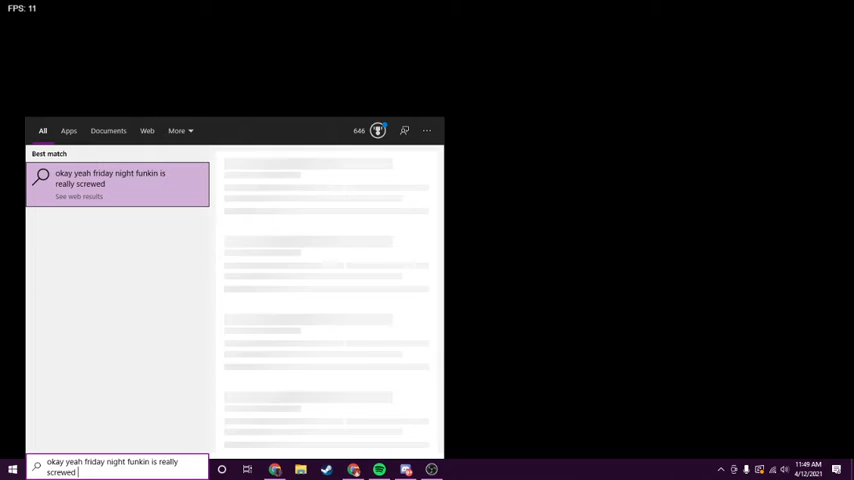 FPS: 11
All Apps Documents Web More 646 ...
Best match
okay yeah friday night funkin is
really screwed
See web results
okay yeah friday night funkin is really
screwed
11:49 AM
4/12/2021